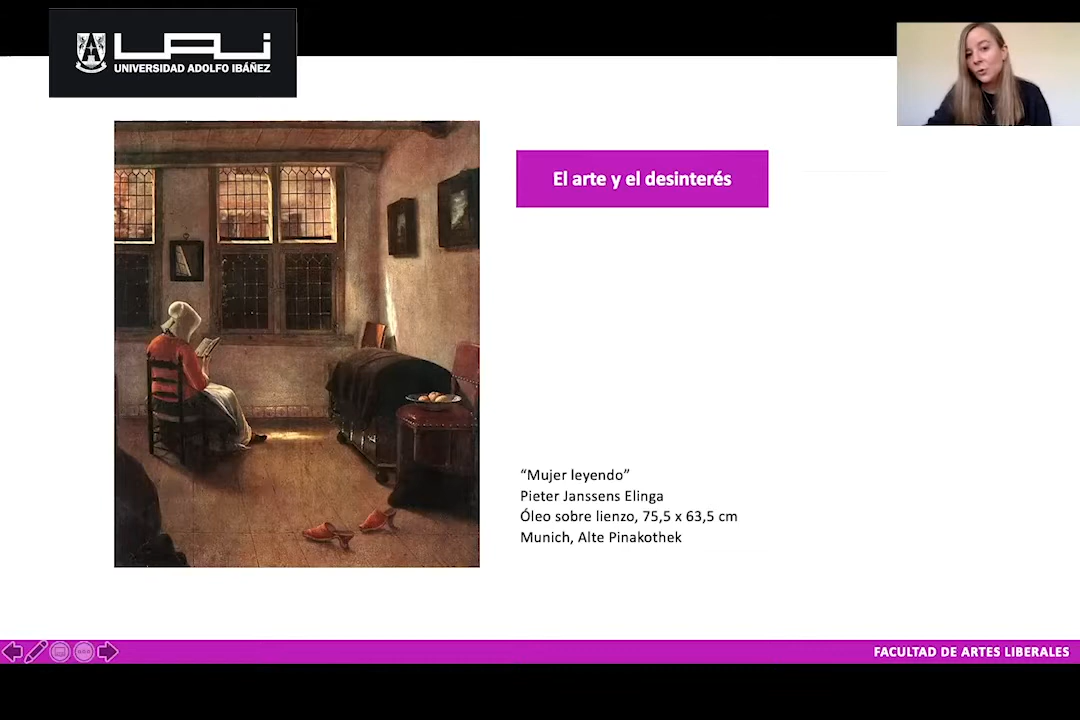 UAI
UNIVERSIDAD ADOLFO IBÁÑEZ
El arte y el desinterés
“Mujer leyendo”
Pieter Janssens Elinga
Óleo sobre lienzo, 75,5 x 63,5 cm
Munich, Alte Pinakothek
FACULTAD DE ARTES LIBERALES